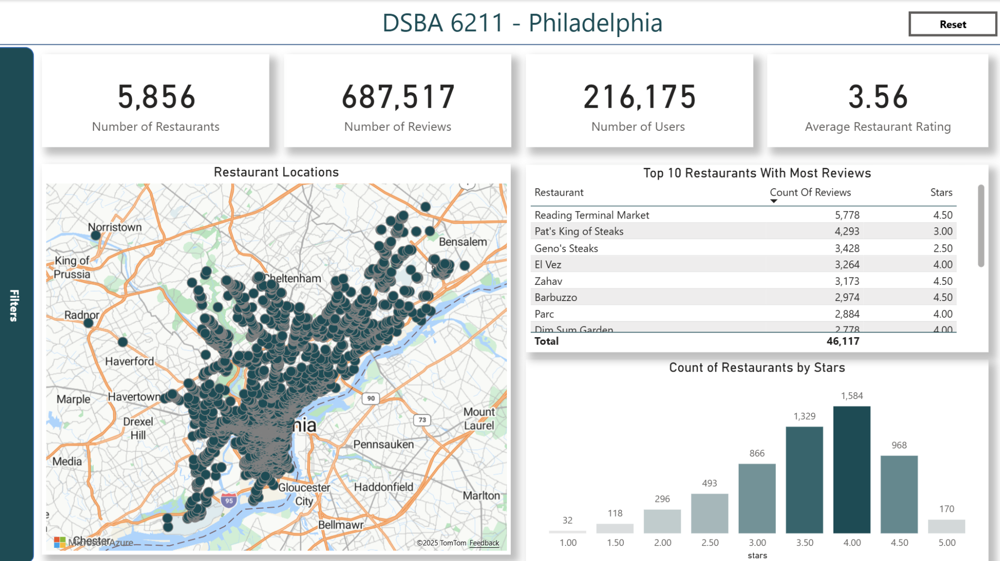 DSBA 6211 - Philadelphia
Reset
Filters
5,856
Number of Restaurants
687,517
Number of Reviews
216,175
Number of Users
3.56
Average Restaurant Rating
Restaurant Locations
Norristown
Bensalem
King of
Prussia
Cheltenham
Radnor
Haverford
Marple
Havertown
90
73
Mount
Laurel
Drexel
Hill
nia
Pennsauken
Media
Gloucester
City
Haddonfield
Marlton
95
Bellmawr
Chester
Microsoft Azure
©2025 TomTom Feedback
Top 10 Restaurants With Most Reviews
Restaurant Count Of Reviews Stars
Reading Terminal Market 5,778 4.50
Pat's King of Steaks 4,293 3.00
Geno's Steaks 3,428 2.50
El Vez 3,264 4.00
Zahav 3,173 4.50
Barbuzzo 2,974 4.50
Parc 2,884 4.00
Dim Sum Garden 2,778 4.00
Total 46,117
Count of Restaurants by Stars
32 118 296 493 866 1,329 1,584 968 170
1.00 1.50 2.00 2.50 3.00 3.50 4.00 4.50 5.00
stars